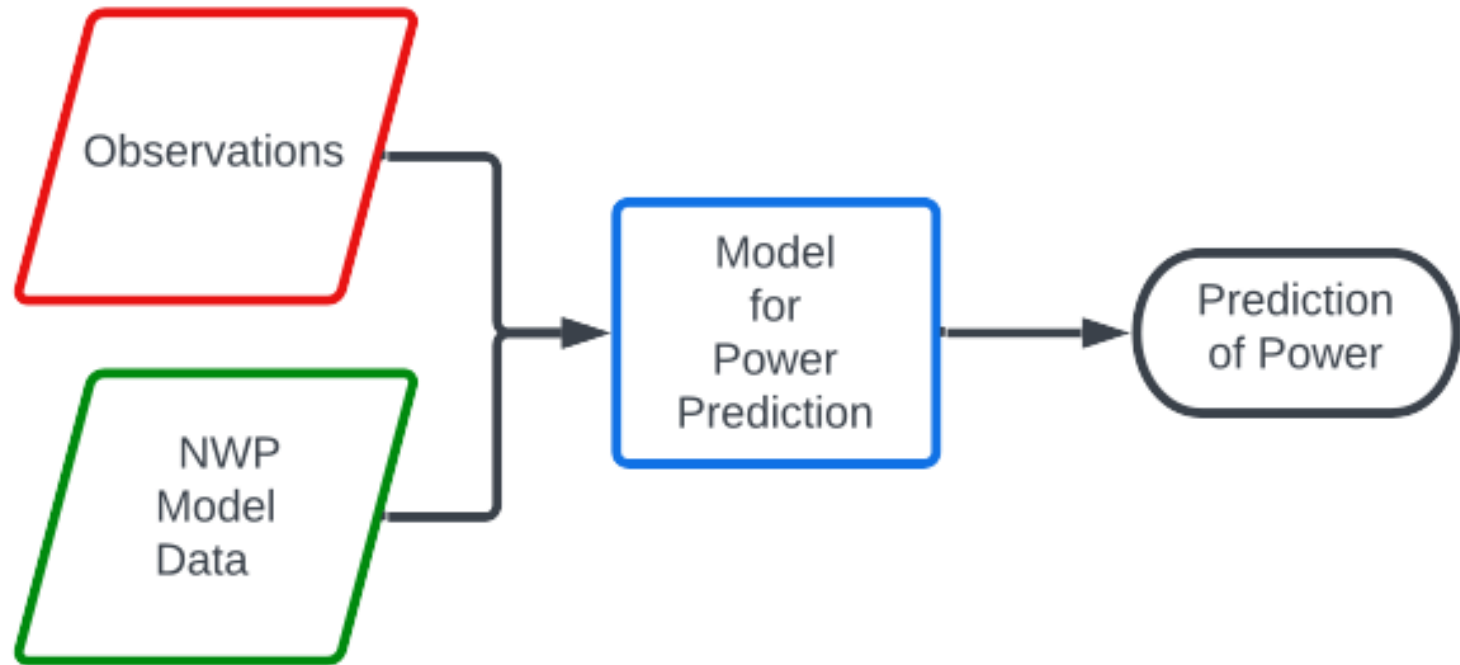 Observations
NWP
Model
Data
Model
for
Power
Prediction
Prediction
of Power